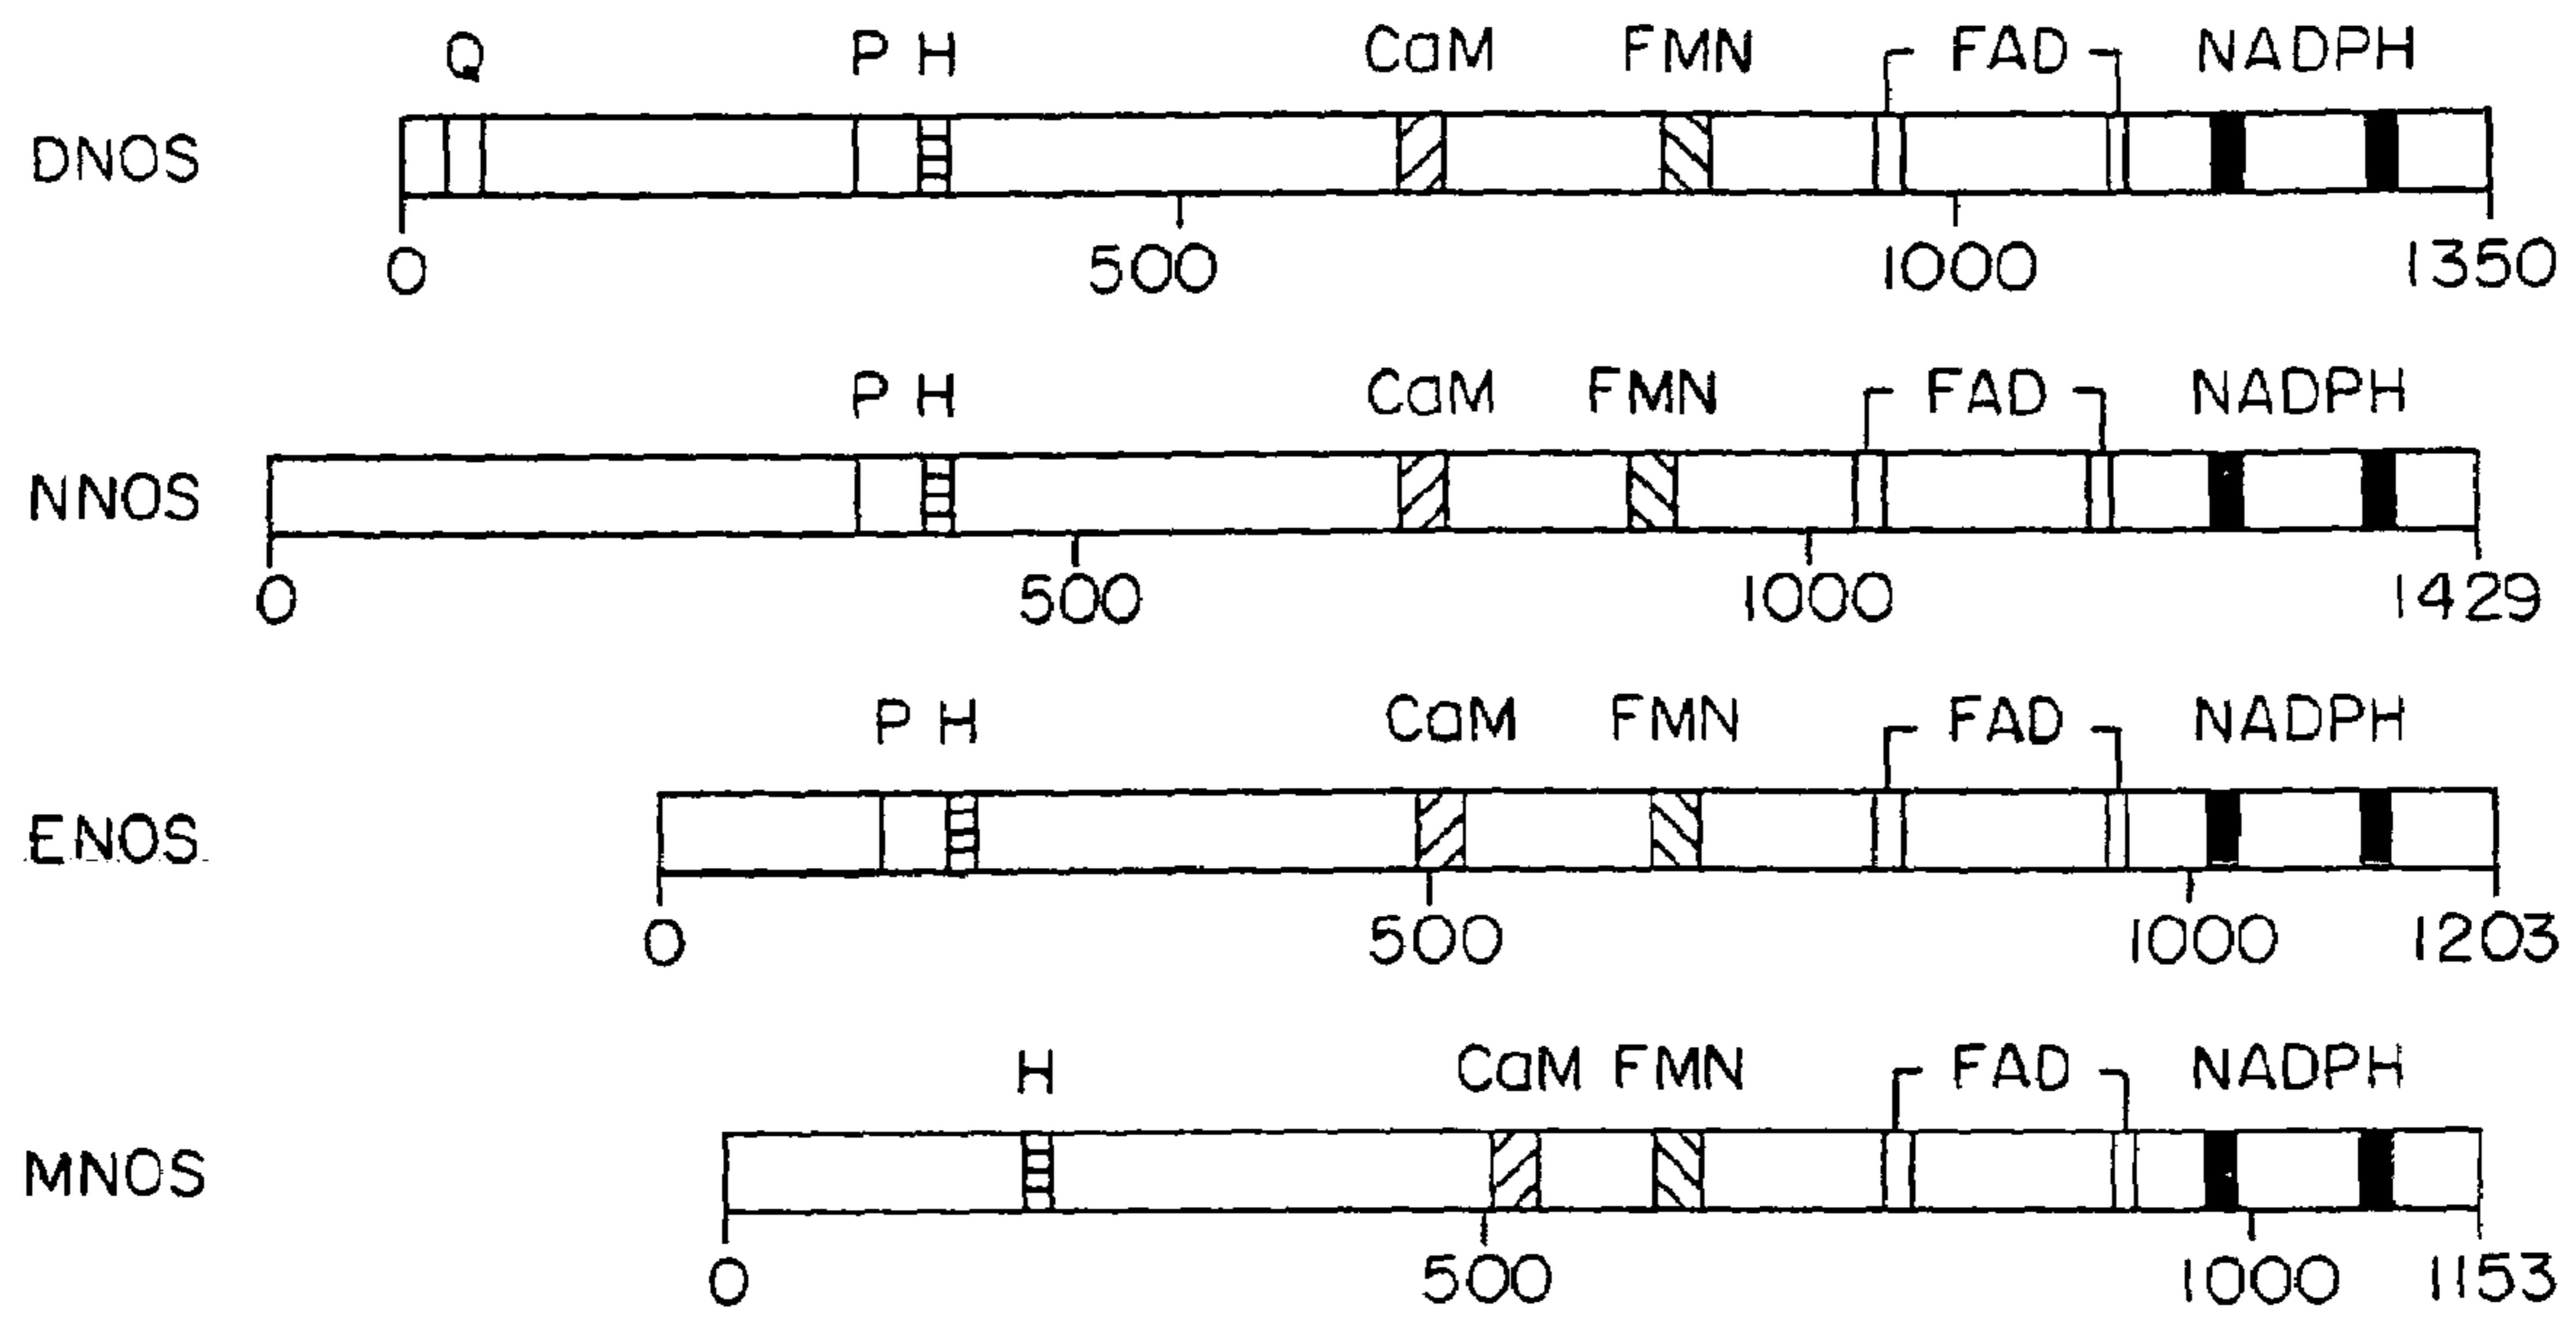 Q P H CaM FMN FAD NADPH
DNOS
0 500 1000 1350
P H CaM FMN FAD NADPH
NNOS
0 500 1000 1429
P H CaM FMN FAD NADPH
ENOS
0 500 1000 1203
H CaM FMN FAD NADPH
MNOS
0 500 1000 1153